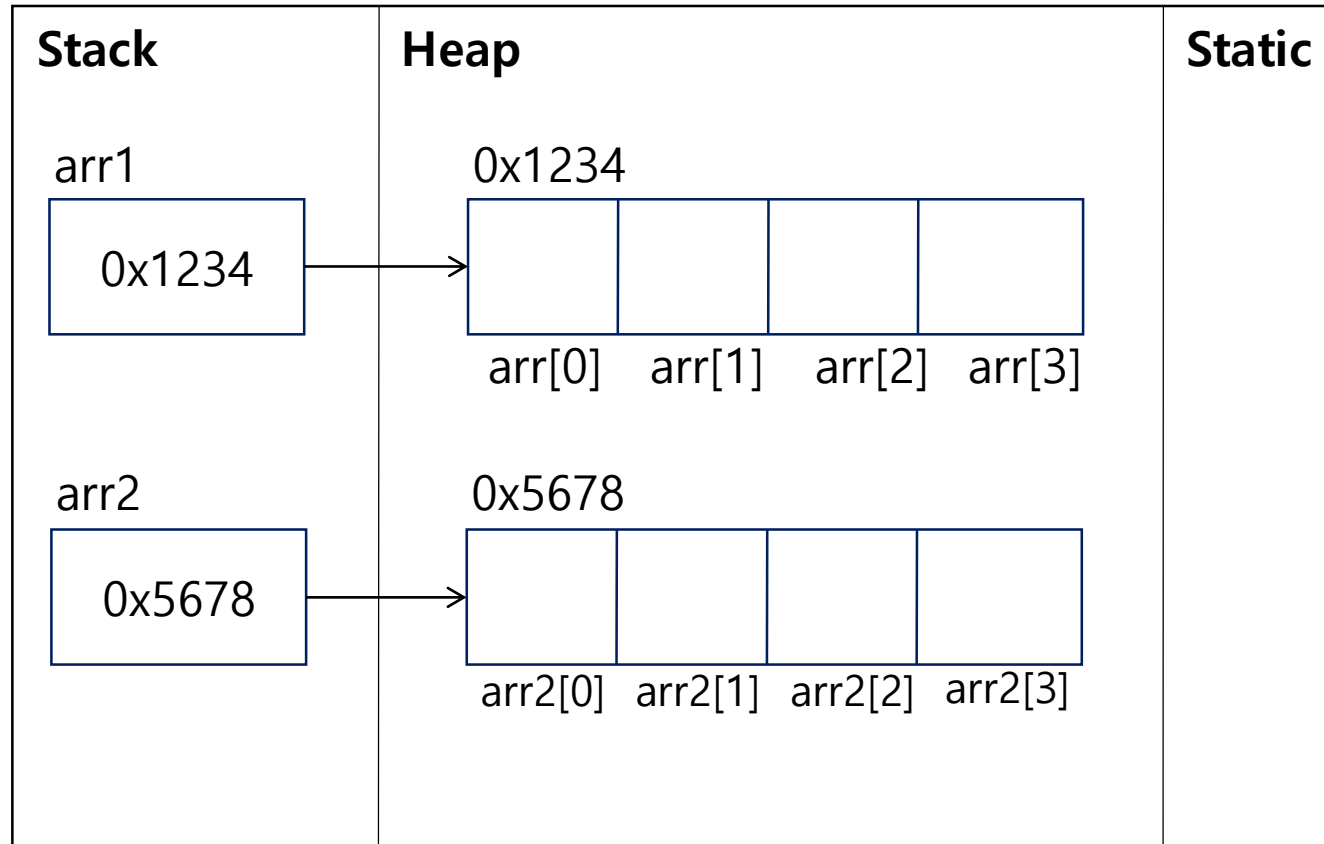 Stack Heap Static
arr1 0x1234
0x1234
arr[0] arr[1] arr[2] arr[3]
arr2 0x5678
0x5678
arr2[0] arr2[1] arr2[2] arr2[3]